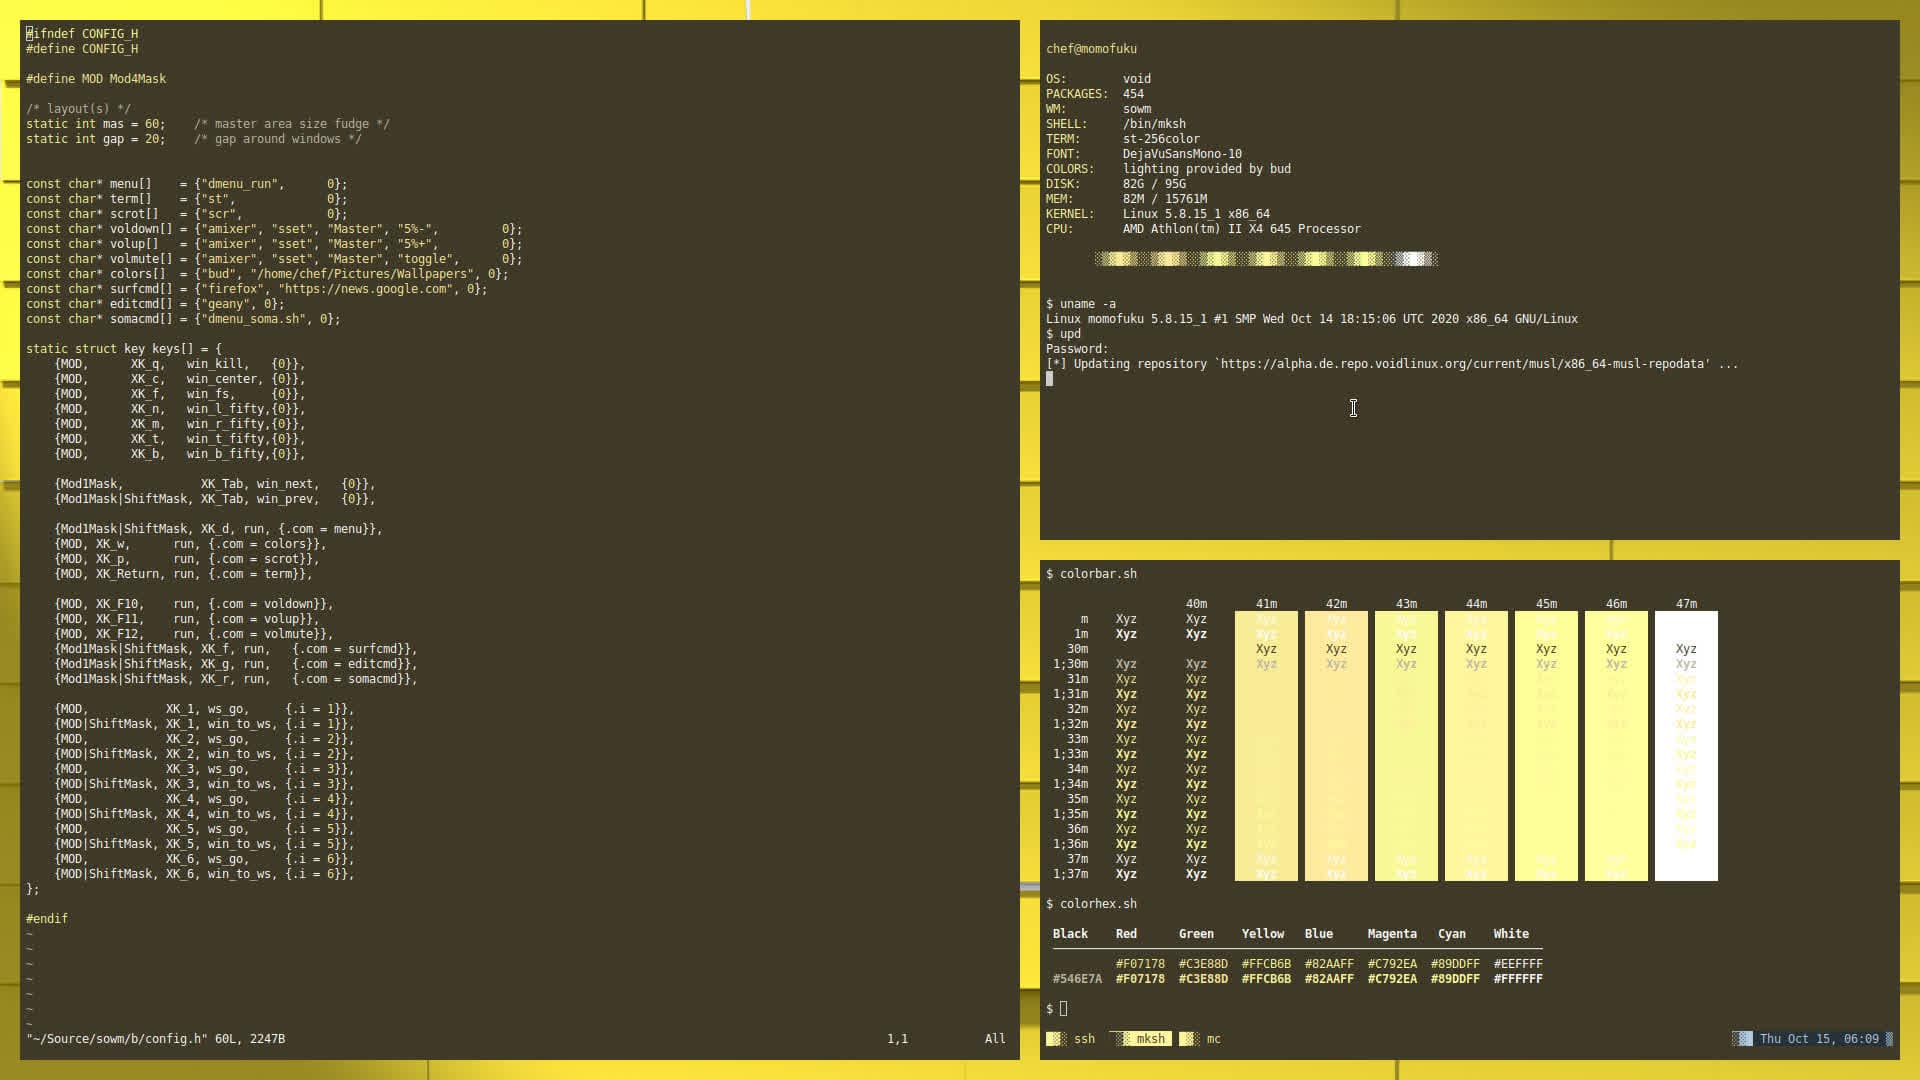 #ifndef CONFIG_H
#define CONFIG_H
#define MOD Mod4Mask
/* layout(s) */
static int mas = 60;    /* master area size fudge */
static int gap = 20;    /* gap around windows */
const char* menu[]    = {"dmenu_run",      0};
const char* term[]    = {"st",             0};
const char* scrot[]   = {"scr",            0};
const char* voldown[] = {"amixer", "sset", "Master", "5%-",         0};
const char* volup[]   = {"amixer", "sset", "Master", "5%+",         0};
const char* volmute[] = {"amixer", "sset", "Master", "toggle",      0};
const char* colors[]  = {"bud", "/home/chef/Pictures/Wallpapers", 0};
const char* surfcmd[] = {"firefox", "https://news.google.com", 0};
const char* editcmd[] = {"geany", 0};
const char* somacmd[] = {"dmenu_soma.sh", 0};
static struct key keys[] = {
    {MOD,      XK_q,   win_kill,   {0}},
    {MOD,      XK_c,   win_center, {0}},
    {MOD,      XK_f,   win_fs,     {0}},
    {MOD,      XK_n,   win_l_fifty,{0}},
    {MOD,      XK_m,   win_r_fifty,{0}},
    {MOD,      XK_t,   win_t_fifty,{0}},
    {MOD,      XK_b,   win_b_fifty,{0}},
    {Mod1Mask,           XK_Tab, win_next,   {0}},
    {Mod1Mask|ShiftMask, XK_Tab, win_prev,   {0}},
    {Mod1Mask|ShiftMask, XK_d, run, {.com = menu}},
    {MOD, XK_w,      run, {.com = colors}},
    {MOD, XK_p,      run, {.com = scrot}},
    {MOD, XK_Return, run, {.com = term}},
    {MOD, XK_F10,    run, {.com = voldown}},
    {MOD, XK_F11,    run, {.com = volup}},
    {MOD, XK_F12,    run, {.com = volmute}},
    {Mod1Mask|ShiftMask, XK_f, run,   {.com = surfcmd}},
    {Mod1Mask|ShiftMask, XK_g, run,   {.com = editcmd}},
    {Mod1Mask|ShiftMask, XK_r, run,   {.com = somacmd}},
    {MOD,           XK_1, ws_go,     {.i = 1}},
    {MOD|ShiftMask, XK_1, win_to_ws, {.i = 1}},
    {MOD,           XK_2, ws_go,     {.i = 2}},
    {MOD|ShiftMask, XK_2, win_to_ws, {.i = 2}},
    {MOD,           XK_3, ws_go,     {.i = 3}},
    {MOD|ShiftMask, XK_3, win_to_ws, {.i = 3}},
    {MOD,           XK_4, ws_go,     {.i = 4}},
    {MOD|ShiftMask, XK_4, win_to_ws, {.i = 4}},
    {MOD,           XK_5, ws_go,     {.i = 5}},
    {MOD|ShiftMask, XK_5, win_to_ws, {.i = 5}},
    {MOD,           XK_6, ws_go,     {.i = 6}},
    {MOD|ShiftMask, XK_6, win_to_ws, {.i = 6}},
};
#endif
~
~
~
~
~
~
~
"~/Source/sowm/b/config.h" 60L, 2247B    1,1    All
chef@momofuku
OS:        void
PACKAGES:  454
WM:        sowm
SHELL:     /bin/mksh
TERM:      st-256color
FONT:      DejaVuSansMono-10
COLORS:    lighting provided by bud
DISK:      82G / 95G
MEM:       82M / 15761M
KERNEL:    Linux 5.8.15_1 x86_64
CPU:       AMD Athlon(tm) II X4 645 Processor
$ uname -a
Linux momofuku 5.8.15_1 #1 SMP Wed Oct 14 18:15:06 UTC 2020 x86_64 GNU/Linux
$ upd
Password:
[*] Updating repository `https://alpha.de.repo.voidlinux.org/current/musl/x86_64-musl-repodata' ...
$ colorbar.sh
40m 41m 42m 43m 44m 45m 46m 47m
m Xyz Xyz Xyz Xyz Xyz Xyz Xyz Xyz
1m Xyz Xyz Xyz Xyz Xyz Xyz Xyz Xyz
30m Xyz Xyz Xyz Xyz Xyz Xyz Xyz
1;30m Xyz Xyz Xyz Xyz Xyz Xyz Xyz Xyz Xyz
31m Xyz Xyz
1;31m Xyz Xyz Xyz
32m Xyz Xyz
1;32m Xyz Xyz Xyz
33m Xyz Xyz
1;33m Xyz Xyz Xyz
34m Xyz Xyz
1;34m Xyz Xyz Xyz
35m Xyz Xyz
1;35m Xyz Xyz Xyz
36m Xyz Xyz
1;36m Xyz Xyz Xyz
37m Xyz Xyz Xyz Xyz Xyz Xyz Xyz Xyz
1;37m Xyz Xyz Xyz Xyz Xyz Xyz Xyz Xyz
$ colorhex.sh
Black Red Green Yellow Blue Magenta Cyan White
#F07178 #C3E88D #FFCB6B #82AAFF #C792EA #89DDFF #EEFFFF
#546E7A #F07178 #C3E88D #FFCB6B #82AAFF #C792EA #89DDFF #FFFFFF
$
ssh mksh mc Thu Oct 15, 06:09